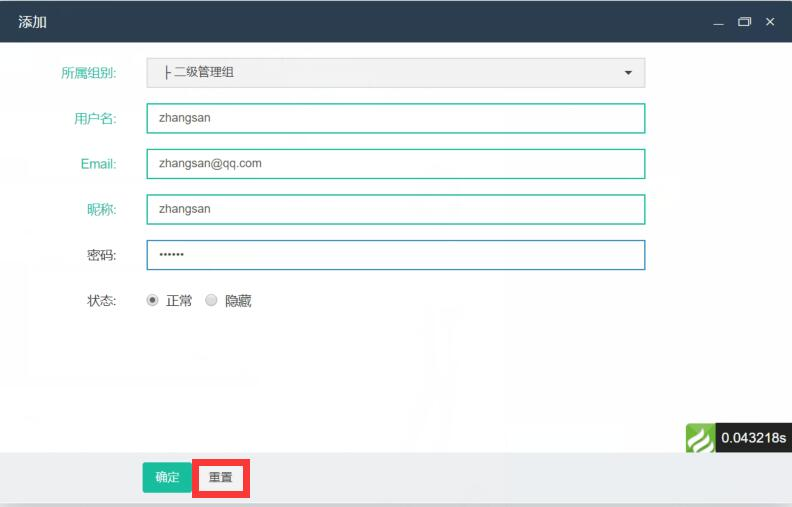 添加
所属组别: ├ 二级管理组
用户名: zhangsan
Email: zhangsan@qq.com
昵称: zhangsan
密码: ••••••
状态: 正常 隐藏
0.043218s
确定 重置